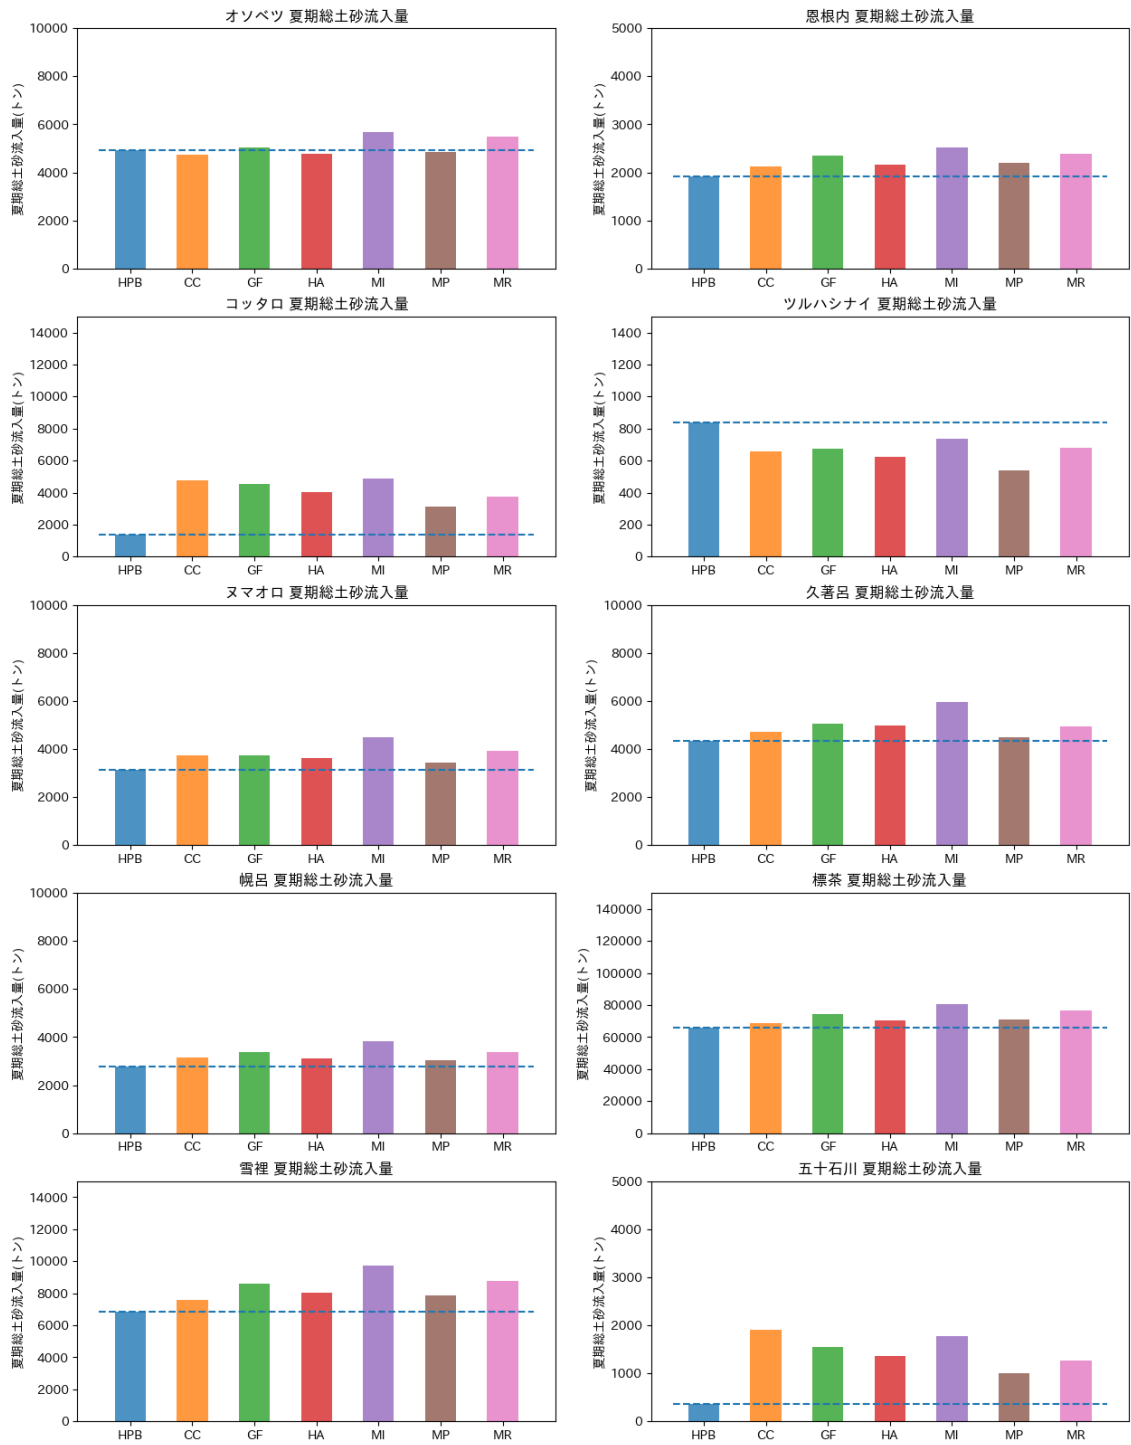 オソベツ 夏期総土砂流入量
夏期総土砂流入量(トン)
10000
8000
6000
4000
2000
0
HPB CC GF HA MI MP MR
恩根内 夏期総土砂流入量
夏期総土砂流入量(トン)
5000
4000
3000
2000
1000
0
HPB CC GF HA MI MP MR
コッタロ 夏期総土砂流入量
夏期総土砂流入量(トン)
14000
12000
10000
8000
6000
4000
2000
0
HPB CC GF HA MI MP MR
ツルハシナイ 夏期総土砂流入量
夏期総土砂流入量(トン)
1400
1200
1000
800
600
400
200
0
HPB CC GF HA MI MP MR
ヌマオロ 夏期総土砂流入量
夏期総土砂流入量(トン)
10000
8000
6000
4000
2000
0
HPB CC GF HA MI MP MR
久著呂 夏期総土砂流入量
夏期総土砂流入量(トン)
10000
8000
6000
4000
2000
0
HPB CC GF HA MI MP MR
幌呂 夏期総土砂流入量
夏期総土砂流入量(トン)
10000
8000
6000
4000
2000
0
HPB CC GF HA MI MP MR
標茶 夏期総土砂流入量
夏期総土砂流入量(トン)
140000
120000
100000
80000
60000
40000
20000
0
HPB CC GF HA MI MP MR
雪裡 夏期総土砂流入量
夏期総土砂流入量(トン)
14000
12000
10000
8000
6000
4000
2000
0
HPB CC GF HA MI MP MR
五十石川 夏期総土砂流入量
夏期総土砂流入量(トン)
5000
4000
3000
2000
1000
0
HPB CC GF HA MI MP MR